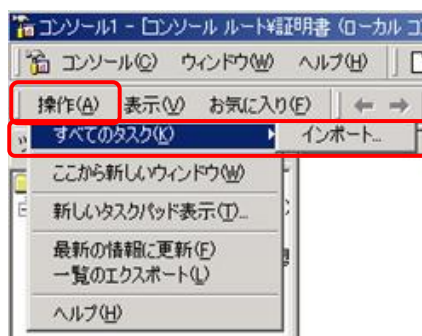 コンソール1 - [コンソール ルート¥証明書 (ローカル コ
コンソール(C) ウィンドウ(W) ヘルプ(H)
操作(A) 表示(V) お気に入り(F)
すべてのタスク(K) インポート...
ここから新しいウィンドウ(W)
新しいタスクパッド表示(T)...
最新の情報に更新(F)
一覧のエクスポート(L)
ヘルプ(H)